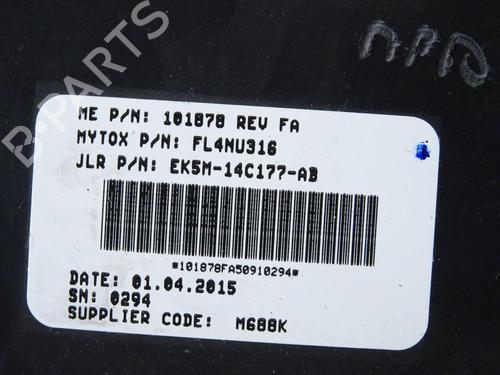 B-PARTS
ME P/N: 101878 REV FA
MYTOX P/N: FL4NU316
JLR P/N: EK5M-14C177-AB
*101878FA50910294*
DATE: 01.04.2015
SN: 0294
SUPPLIER CODE: M688K